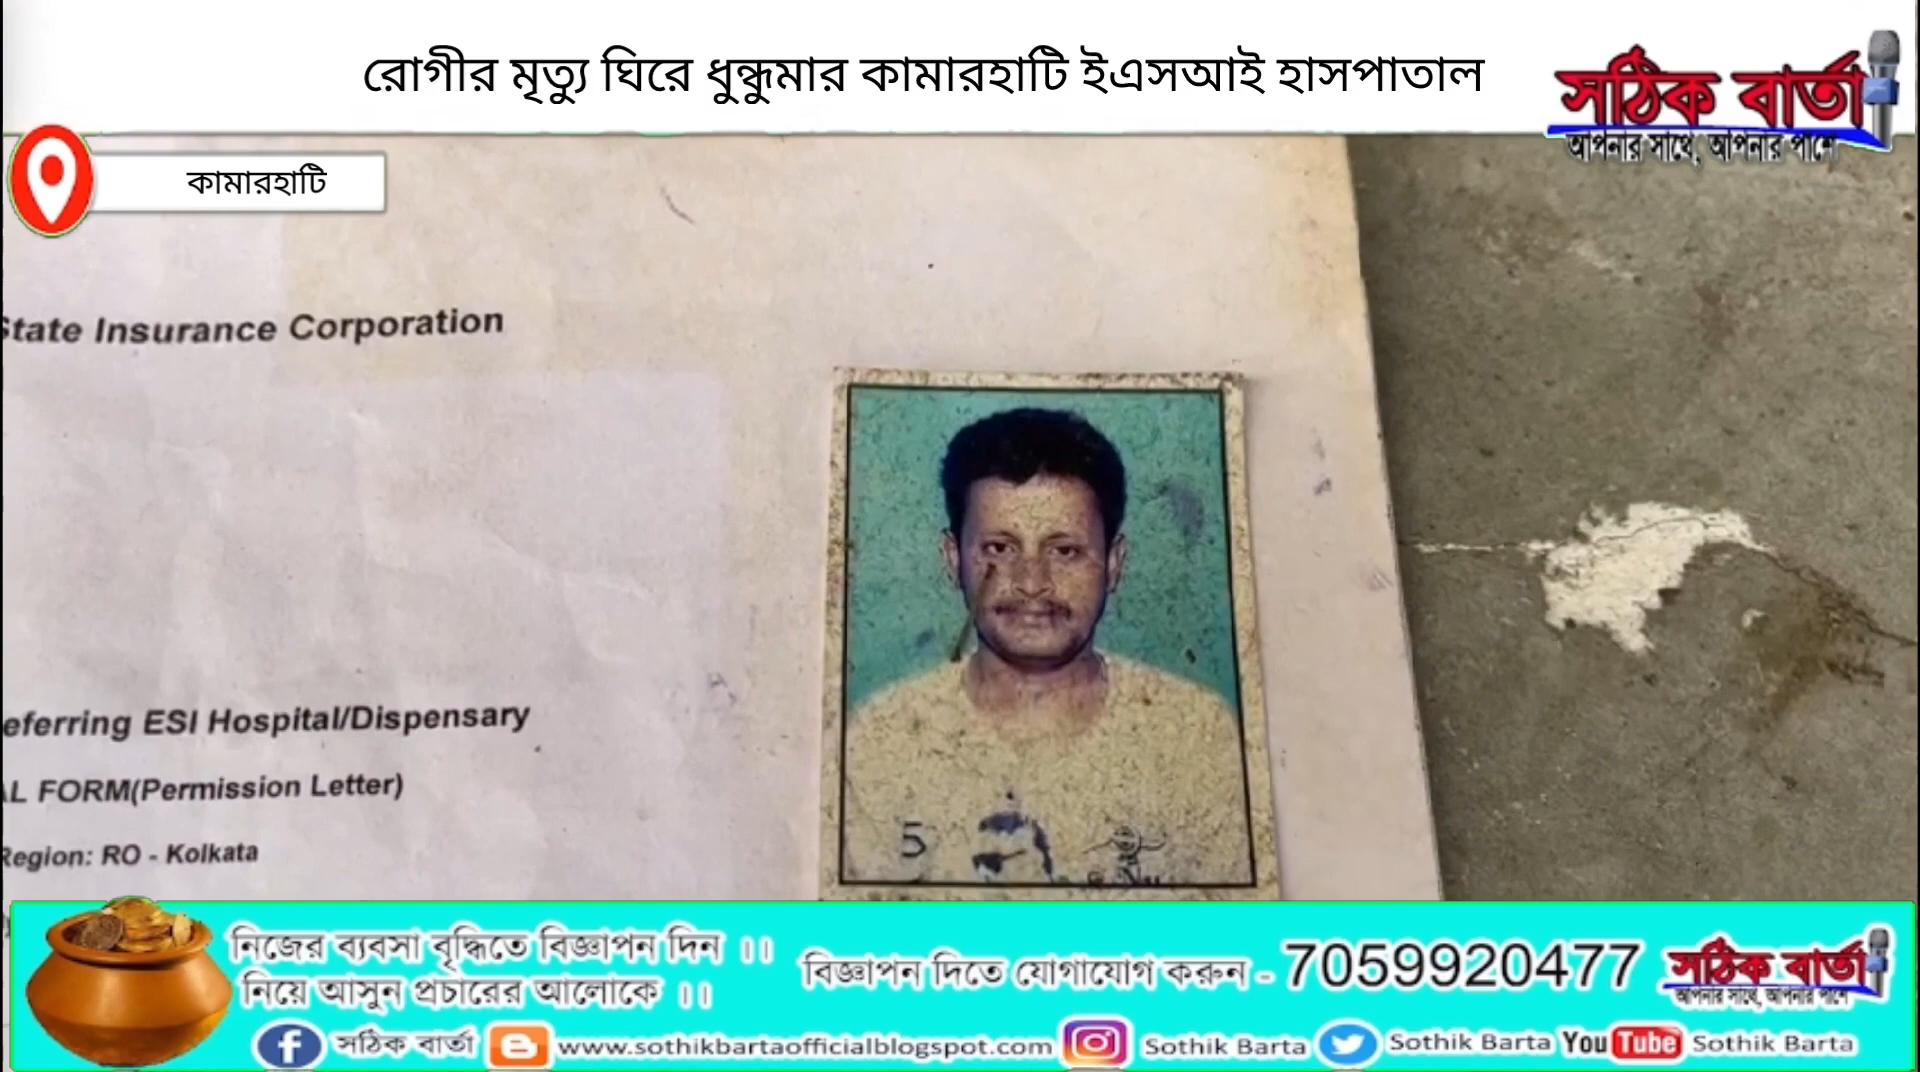 রোগীর মৃত্যু ঘিরে ধুন্ধুমার কামারহাটি ইএসআই হাসপাতাল
সঠিক বার্তা
আপনার সাথে, আপনার পাশে
কামারহাটি
State Insurance Corporation
eferring ESI Hospital/Dispensary
AL FORM(Permission Letter)
Region: RO - Kolkata
5
নিজের ব্যবসা বৃদ্ধিতে বিজ্ঞাপন দিন ।।
নিয়ে আসুন প্রচারের আলোকে ।।
বিজ্ঞাপন দিতে যোগাযোগ করুন - 7059920477
সঠিক বার্তা
আপনার সাথে, আপনার পাশে
সঠিক বার্তা www.sothikbartaofficialblogspot.com Sothik Barta Sothik Barta YouTube Sothik Barta